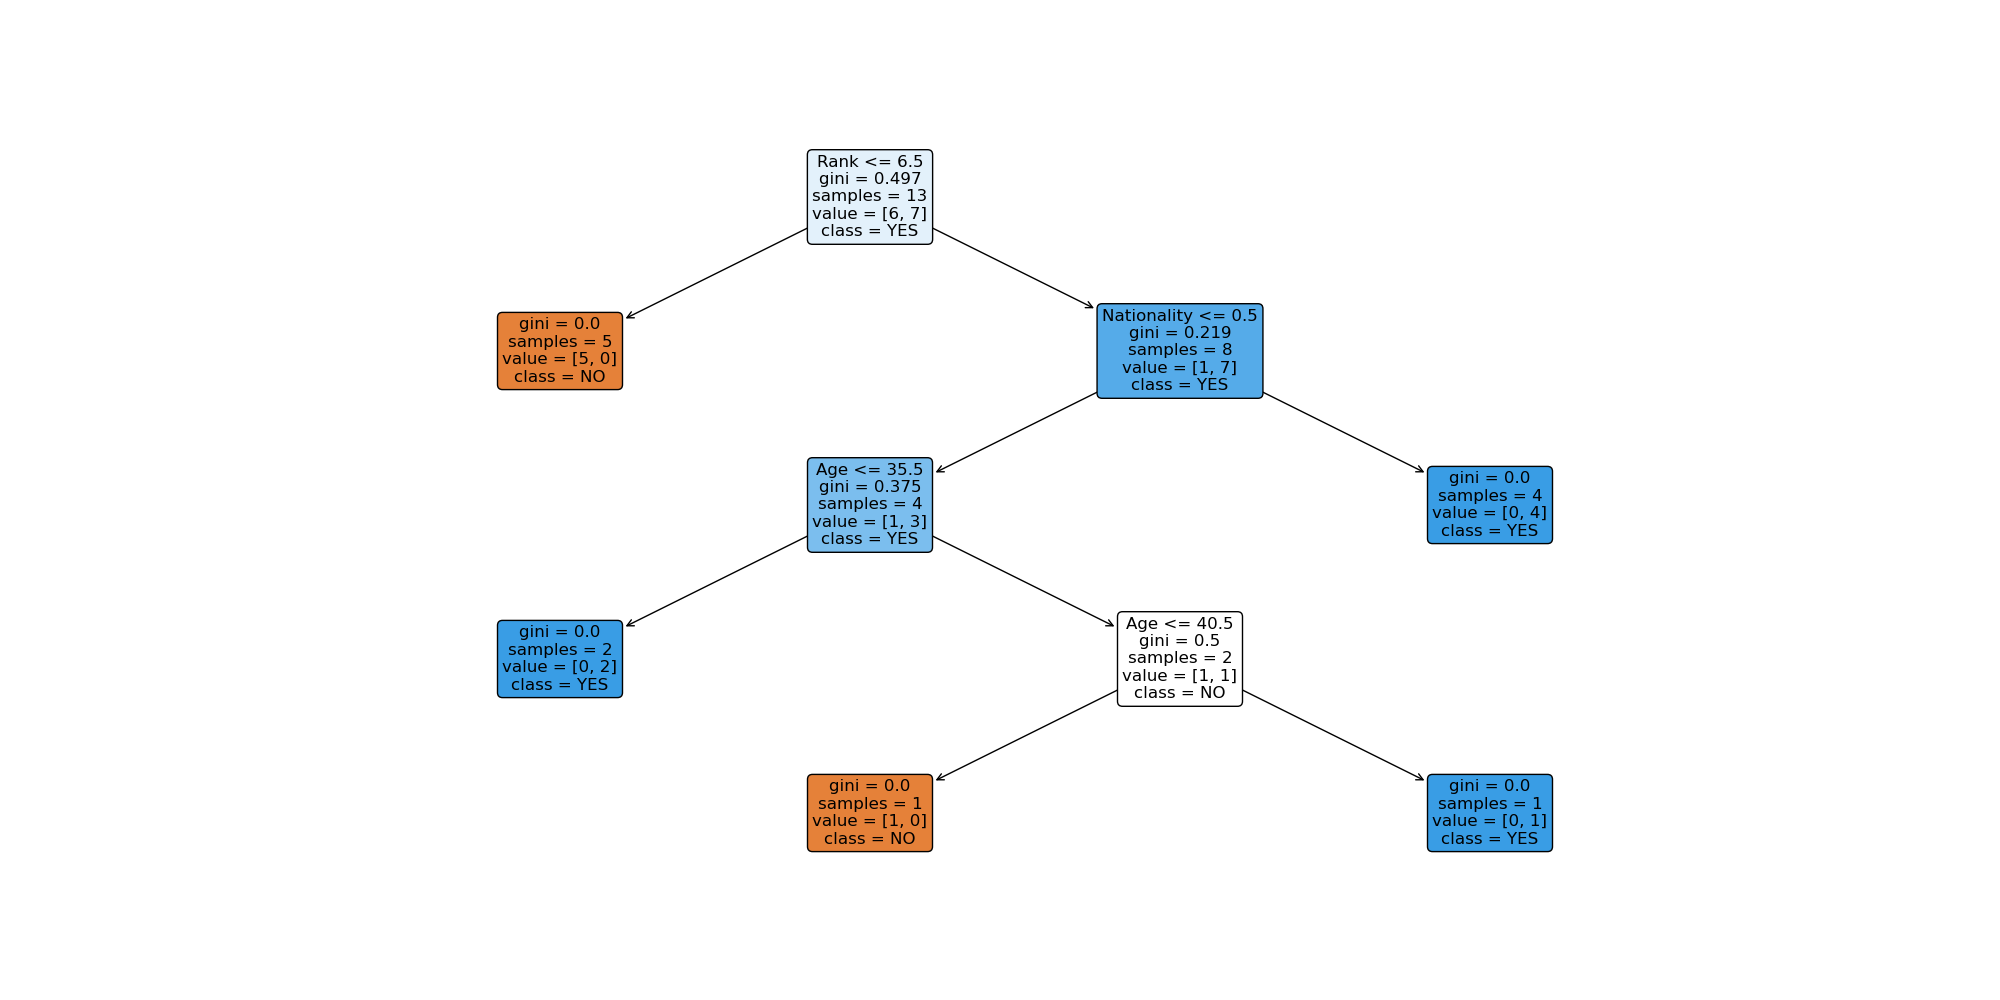 Rank <= 6.5
gini = 0.497
samples = 13
value = [6, 7]
class = YES
gini = 0.0
samples = 5
value = [5, 0]
class = NO
Nationality <= 0.5
gini = 0.219
samples = 8
value = [1, 7]
class = YES
Age <= 35.5
gini = 0.375
samples = 4
value = [1, 3]
class = YES
gini = 0.0
samples = 4
value = [0, 4]
class = YES
gini = 0.0
samples = 2
value = [0, 2]
class = YES
Age <= 40.5
gini = 0.5
samples = 2
value = [1, 1]
class = NO
gini = 0.0
samples = 1
value = [1, 0]
class = NO
gini = 0.0
samples = 1
value = [0, 1]
class = YES